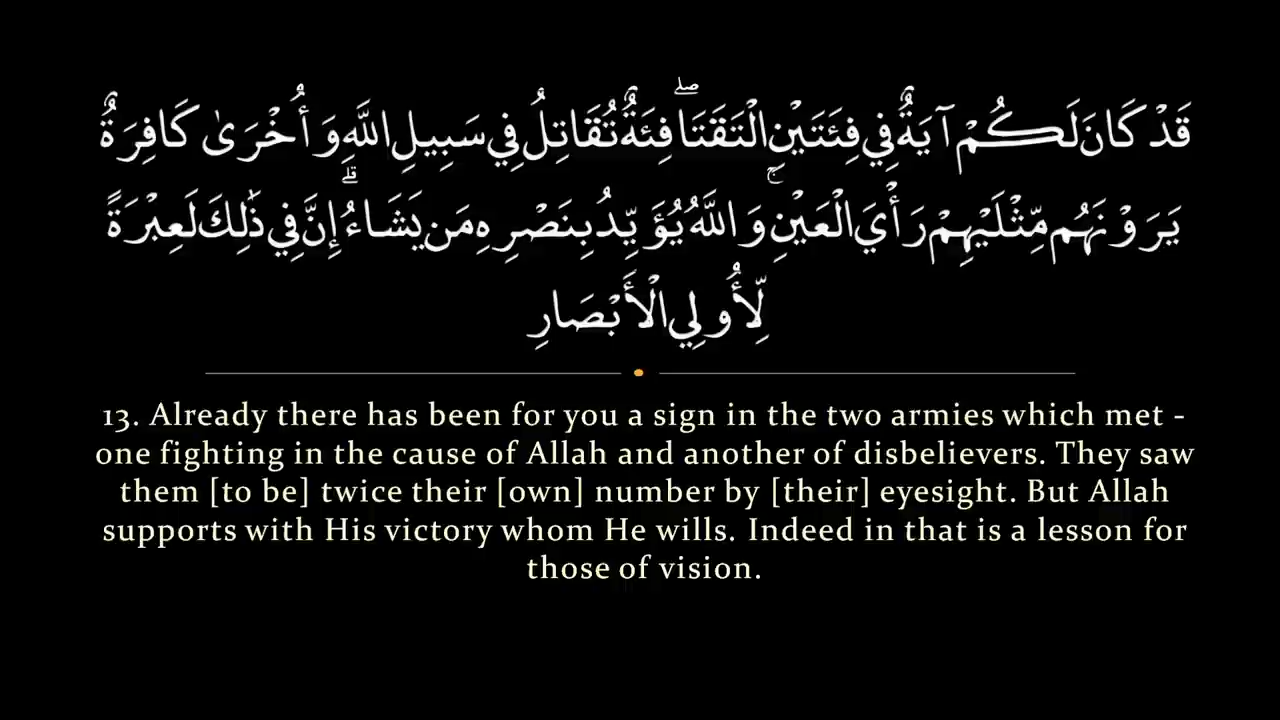 قَدْ كَانَ لَكُمْ آيَةٌ فِي فِئَتَيْنِ الْتَقَتَا ۖ فِئَةٌ تُقَاتِلُ فِي سَبِيلِ اللَّهِ وَأُخْرَىٰ كَافِرَةٌ
يَرَوْنَهُم مِّثْلَيْهِمْ رَأْيَ الْعَيْنِ ۚ وَاللَّهُ يُؤَيِّدُ بِنَصْرِهِ مَن يَشَاءُ ۗ إِنَّ فِي ذَٰلِكَ لَعِبْرَةً
لِّأُولِي الْأَبْصَارِ
13. Already there has been for you a sign in the two armies which met -
one fighting in the cause of Allah and another of disbelievers. They saw
them [to be] twice their [own] number by [their] eyesight. But Allah
supports with His victory whom He wills. Indeed in that is a lesson for
those of vision.